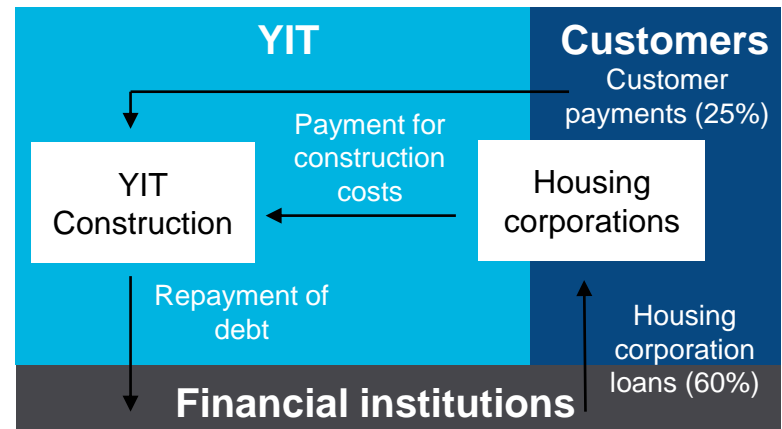 YIT
Customers
Customer
payments (25%)
Payment for
construction
costs
YIT
Construction
Housing
corporations
Repayment of
debt
Housing
corporation
loans (60%)
Financial institutions